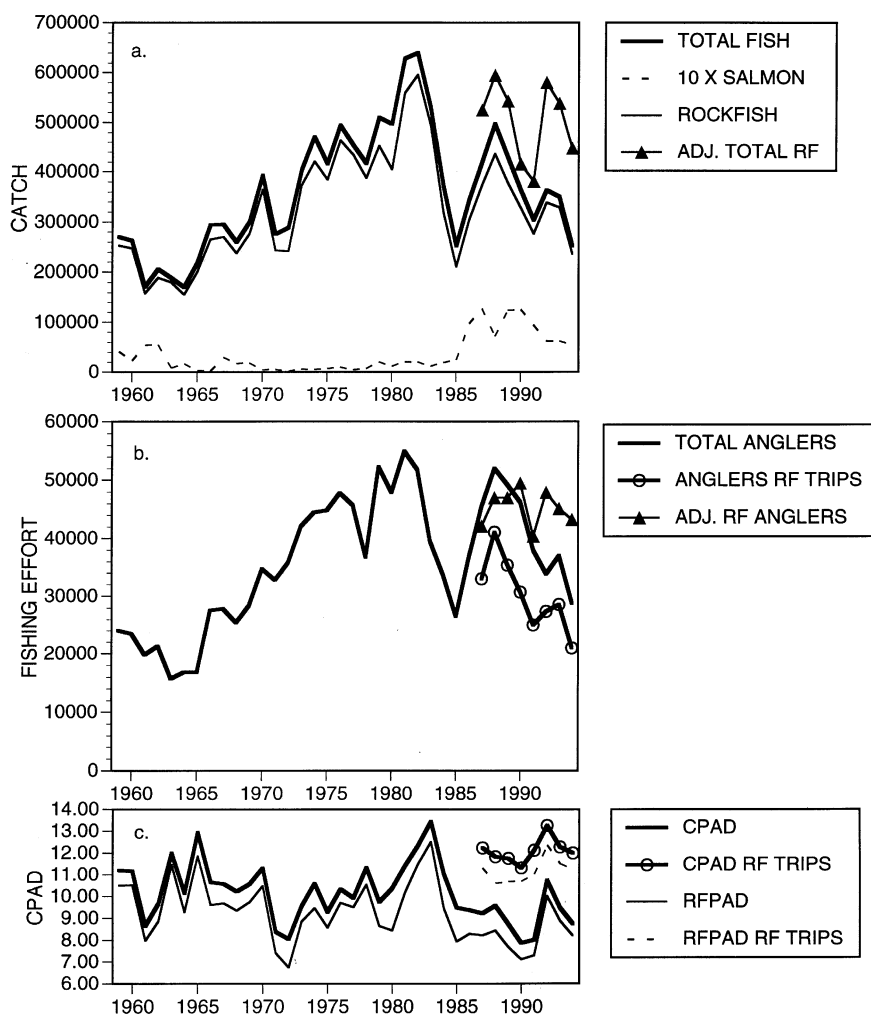 700000
600000
500000
400000
300000
200000
100000
0
CATCH
a.
1960 1965 1970 1975 1980 1985 1990
TOTAL FISH
10 X SALMON
ROCKFISH
ADJ. TOTAL RF
60000
50000
40000
30000
20000
10000
0
FISHING EFFORT
b.
1960 1965 1970 1975 1980 1985 1990
TOTAL ANGLERS
ANGLERS RF TRIPS
ADJ. RF ANGLERS
14.00
13.00
12.00
11.00
10.00
9.00
8.00
7.00
6.00
CPAD
c.
1960 1965 1970 1975 1980 1985 1990
CPAD
CPAD RF TRIPS
RFPAD
RFPAD RF TRIPS